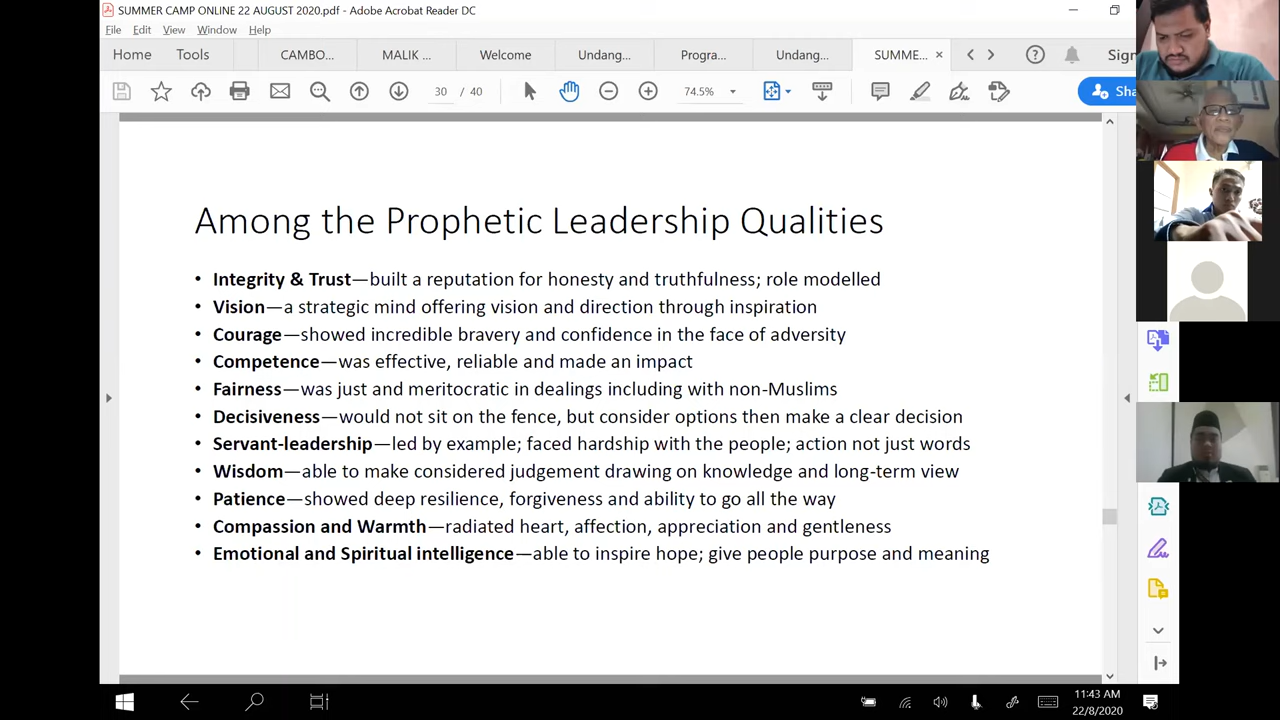 SUMMER CAMP ONLINE 22 AUGUST 2020.pdf - Adobe Acrobat Reader DC
File Edit View Window Help
Home Tools CAMBO... MALIK ... Welcome Undang... Progra... Undang... SUMME... × Sign
30 / 40 74.5% Sha
Among the Prophetic Leadership Qualities
• Integrity & Trust—built a reputation for honesty and truthfulness; role modelled
• Vision—a strategic mind offering vision and direction through inspiration
• Courage—showed incredible bravery and confidence in the face of adversity
• Competence—was effective, reliable and made an impact
• Fairness—was just and meritocratic in dealings including with non-Muslims
• Decisiveness—would not sit on the fence, but consider options then make a clear decision
• Servant-leadership—led by example; faced hardship with the people; action not just words
• Wisdom—able to make considered judgement drawing on knowledge and long-term view
• Patience—showed deep resilience, forgiveness and ability to go all the way
• Compassion and Warmth—radiated heart, affection, appreciation and gentleness
• Emotional and Spiritual intelligence—able to inspire hope; give people purpose and meaning
11:43 AM
22/8/2020